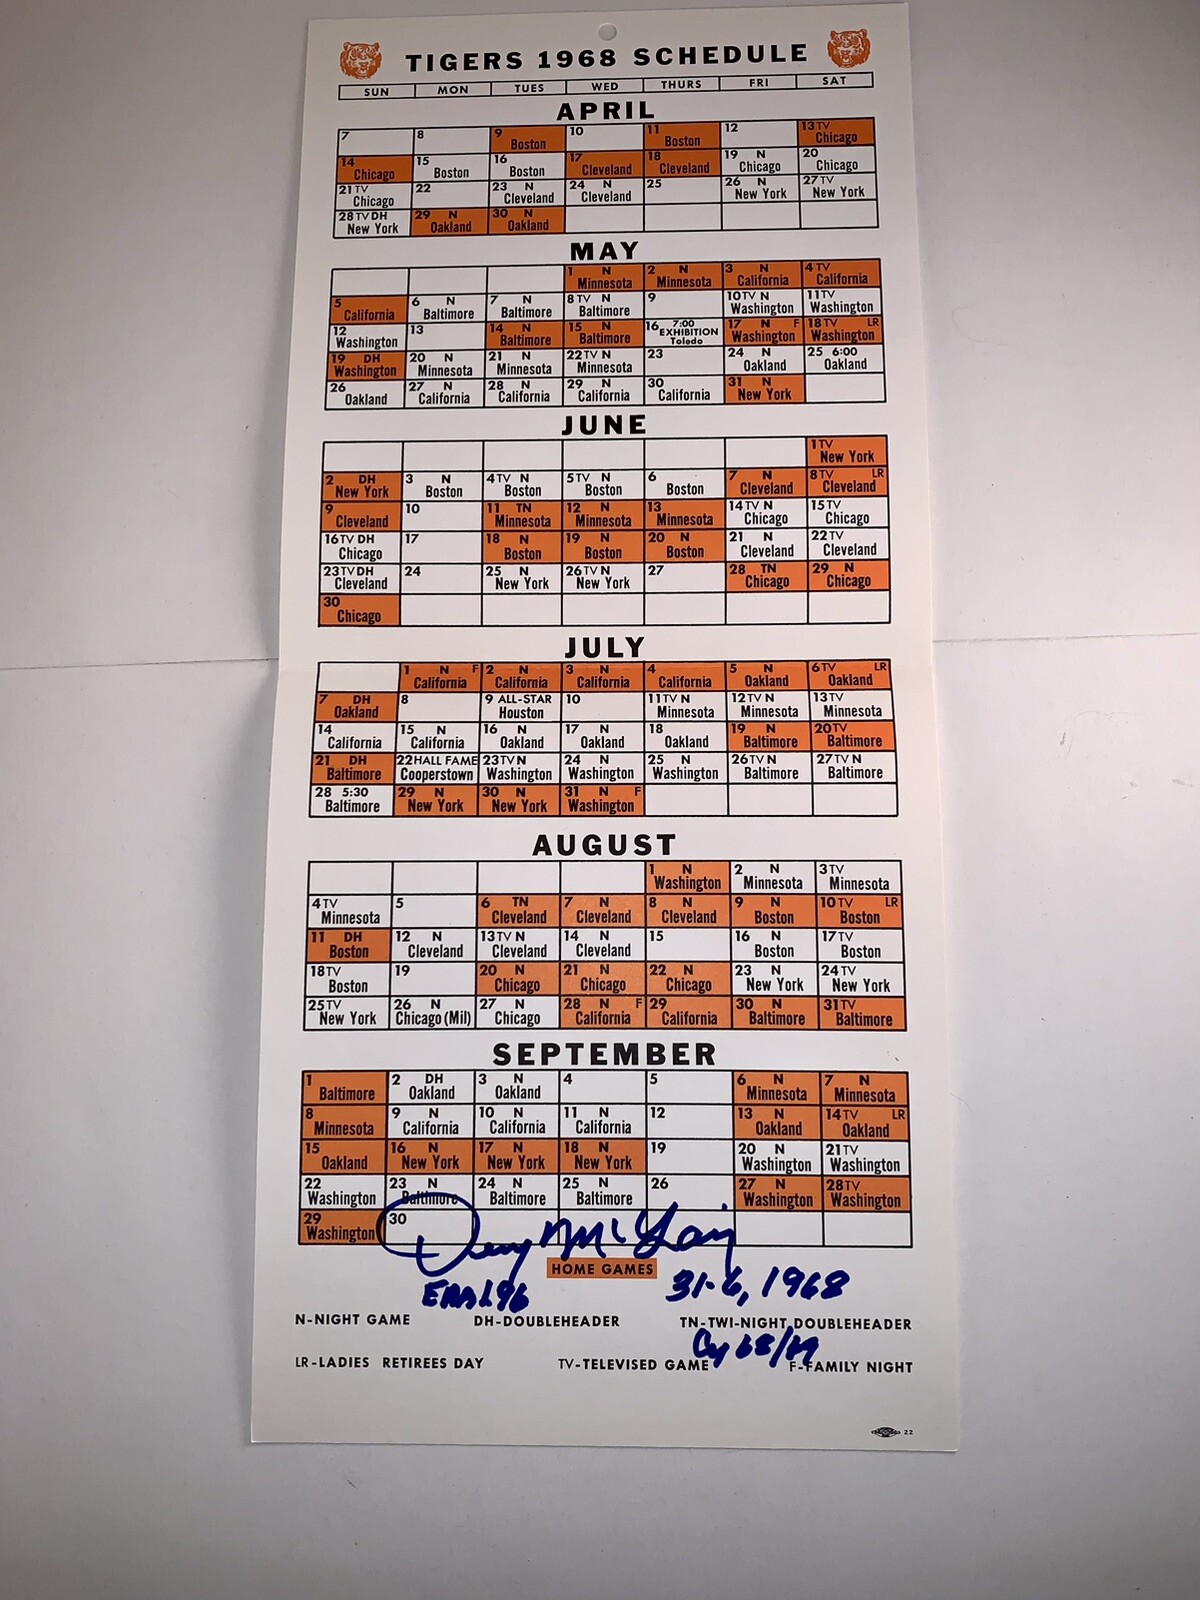 TIGERS 1968 SCHEDULE
SUN MON TUES WED THURS FRI SAT
APRIL
7 8 9 Boston 10 11 Boston 12 13 TV Chicago
14 Chicago 15 Boston 16 Boston 17 Cleveland 18 Cleveland 19 N Chicago 20 Chicago
21 TV Chicago 22 23 N Cleveland 24 N Cleveland 25 26 N New York 27 TV New York
28 TV DH New York 29 N Oakland 30 N Oakland
MAY
1 N Minnesota 2 N Minnesota 3 N California 4 TV California
5 California 6 N Baltimore 7 N Baltimore 8 TV N Baltimore 9 10 TV N Washington 11 TV Washington
12 Washington 13 14 N Baltimore 15 N Baltimore 16 7:00 EXHIBITION Toledo 17 N F Washington 18 TV LR Washington
19 DH Washington 20 N Minnesota 21 N Minnesota 22 TV N Minnesota 23 24 N Oakland 25 6:00 Oakland
26 Oakland 27 N California 28 N California 29 N California 30 California 31 N New York
JUNE
1 TV New York
2 DH New York 3 N Boston 4 TV N Boston 5 TV N Boston 6 Boston 7 N Cleveland 8 TV LR Cleveland
9 Cleveland 10 11 TN Minnesota 12 N Minnesota 13 Minnesota 14 TV N Chicago 15 TV Chicago
16 TV DH Chicago 17 18 N Boston 19 N Boston 20 N Boston 21 N Cleveland 22 TV Cleveland
23 TV DH Cleveland 24 25 N New York 26 TV N New York 27 28 TN Chicago 29 N Chicago
30 Chicago
JULY
1 N F California 2 N California 3 N California 4 California 5 N Oakland 6 TV LR Oakland
7 DH Oakland 8 9 ALL-STAR Houston 10 11 TV N Minnesota 12 TV N Minnesota 13 TV Minnesota
14 California 15 N California 16 N Oakland 17 N Oakland 18 Oakland 19 N Baltimore 20 TV Baltimore
21 DH Baltimore 22 HALL FAME Cooperstown 23 TV N Washington 24 N Washington 25 N Washington 26 TV N Baltimore 27 TV N Baltimore
28 5:30 Baltimore 29 N New York 30 N New York 31 N F Washington
AUGUST
1 N Washington 2 N Minnesota 3 TV Minnesota
4 TV Minnesota 5 6 TN Cleveland 7 N Cleveland 8 N Cleveland 9 N Boston 10 TV LR Boston
11 DH Boston 12 N Cleveland 13 TV N Cleveland 14 N Cleveland 15 16 N Boston 17 TV Boston
18 TV Boston 19 20 N Chicago 21 N Chicago 22 N Chicago 23 N New York 24 TV New York
25 TV New York 26 N Chicago (Mil) 27 N Chicago 28 N F California 29 California 30 N Baltimore 31 TV Baltimore
SEPTEMBER
1 Baltimore 2 DH Oakland 3 N Oakland 4 5 6 N Minnesota 7 N Minnesota
8 Minnesota 9 N California 10 N California 11 N California 12 13 N Oakland 14 TV LR Oakland
15 Oakland 16 N New York 17 N New York 18 N New York 19 20 N Washington 21 TV Washington
22 Washington 23 N Baltimore 24 N Baltimore 25 N Baltimore 26 27 N Washington 28 TV Washington
29 Washington 30
Denny McLain
HOME GAMES
ERA 1.96 31-6, 1968
N-NIGHT GAME DH-DOUBLEHEADER TN-TWI-NIGHT DOUBLEHEADER
Cy 68/69
LR-LADIES RETIREES DAY TV-TELEVISED GAME F-FAMILY NIGHT
22